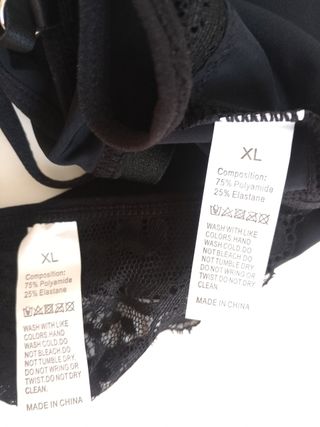 XL
Composition:
75% Polyamide
25% Elastane
WASH WITH LIKE
COLORS.HAND
WASH COLD.DO
NOT BLEACH.DO
NOT TUMBLE DRY.
DO NOT WRING OR
TWIST.DO NOT DRY
CLEAN.
MADE IN CHINA
XL
Composition:
75% Polyamide
25% Elastane
WASH WITH LIKE
COLORS.HAND
WASH COLD.DO
NOT BLEACH.DO
NOT TUMBLE DRY.
DO NOT WRING OR
TWIST.DO NOT DRY
CLEAN.
MADE IN CHINA